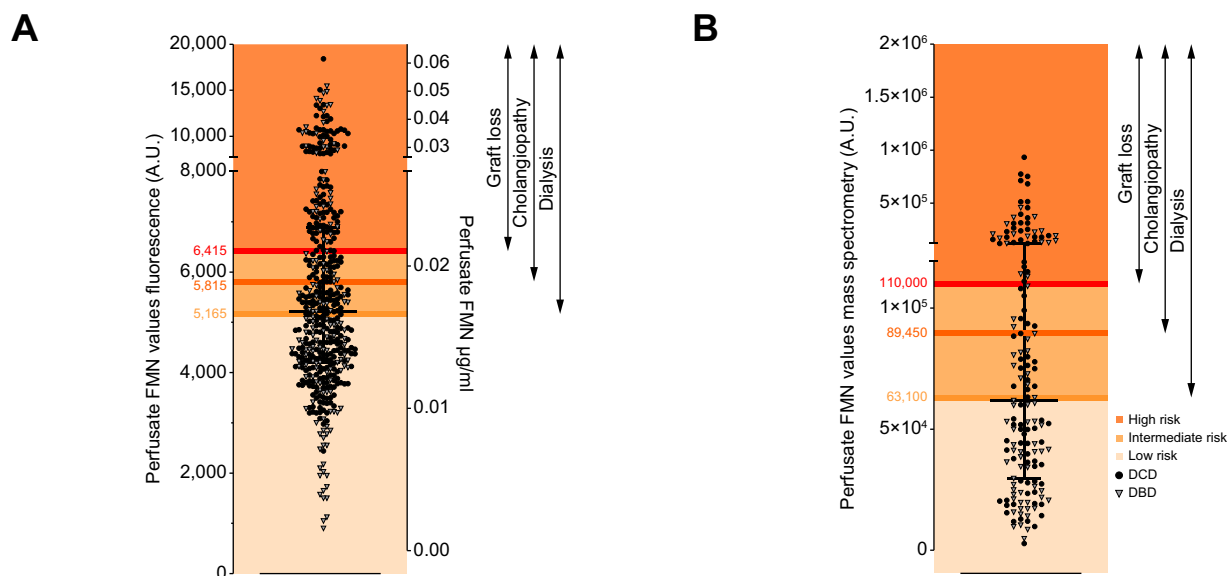 A
Perfusate FMN values fluorescence (A.U.)
20,000
15,000
10,000
8,000
6,415
6,000
5,815
5,165
4,000
2,000
0
0.06
0.05
0.04
0.03
0.02
0.01
0.00
Perfusate FMN µg/ml
Graft loss
Cholangiopathy
Dialysis
B
Perfusate FMN values mass spectrometry (A.U.)
2×10⁶
1.5×10⁶
1×10⁶
5×10⁵
110,000
1×10⁵
89,450
63,100
5×10⁴
0
Graft loss
Cholangiopathy
Dialysis
High risk
Intermediate risk
Low risk
DCD
DBD